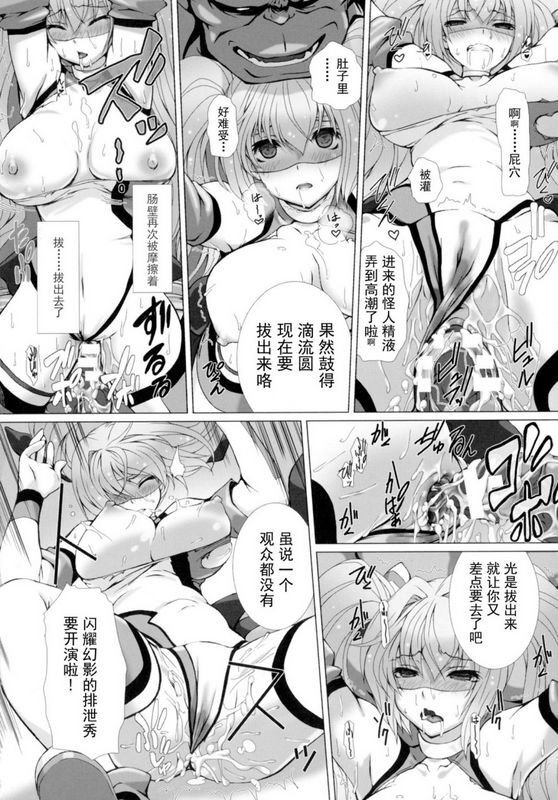 啊啊……屁穴
被灌
进来的怪人精液
弄到高潮了啦啊
肚子里
好难受…
果然鼓得
滴流圆
现在要
拔出来咯
肠壁再次被摩擦着
拔……拔出去了
ずるる
光是拔出来
就让你又
差点要去了吧
虽说一个
观众都没有
闪耀幻影的排泄秀
要开演啦！